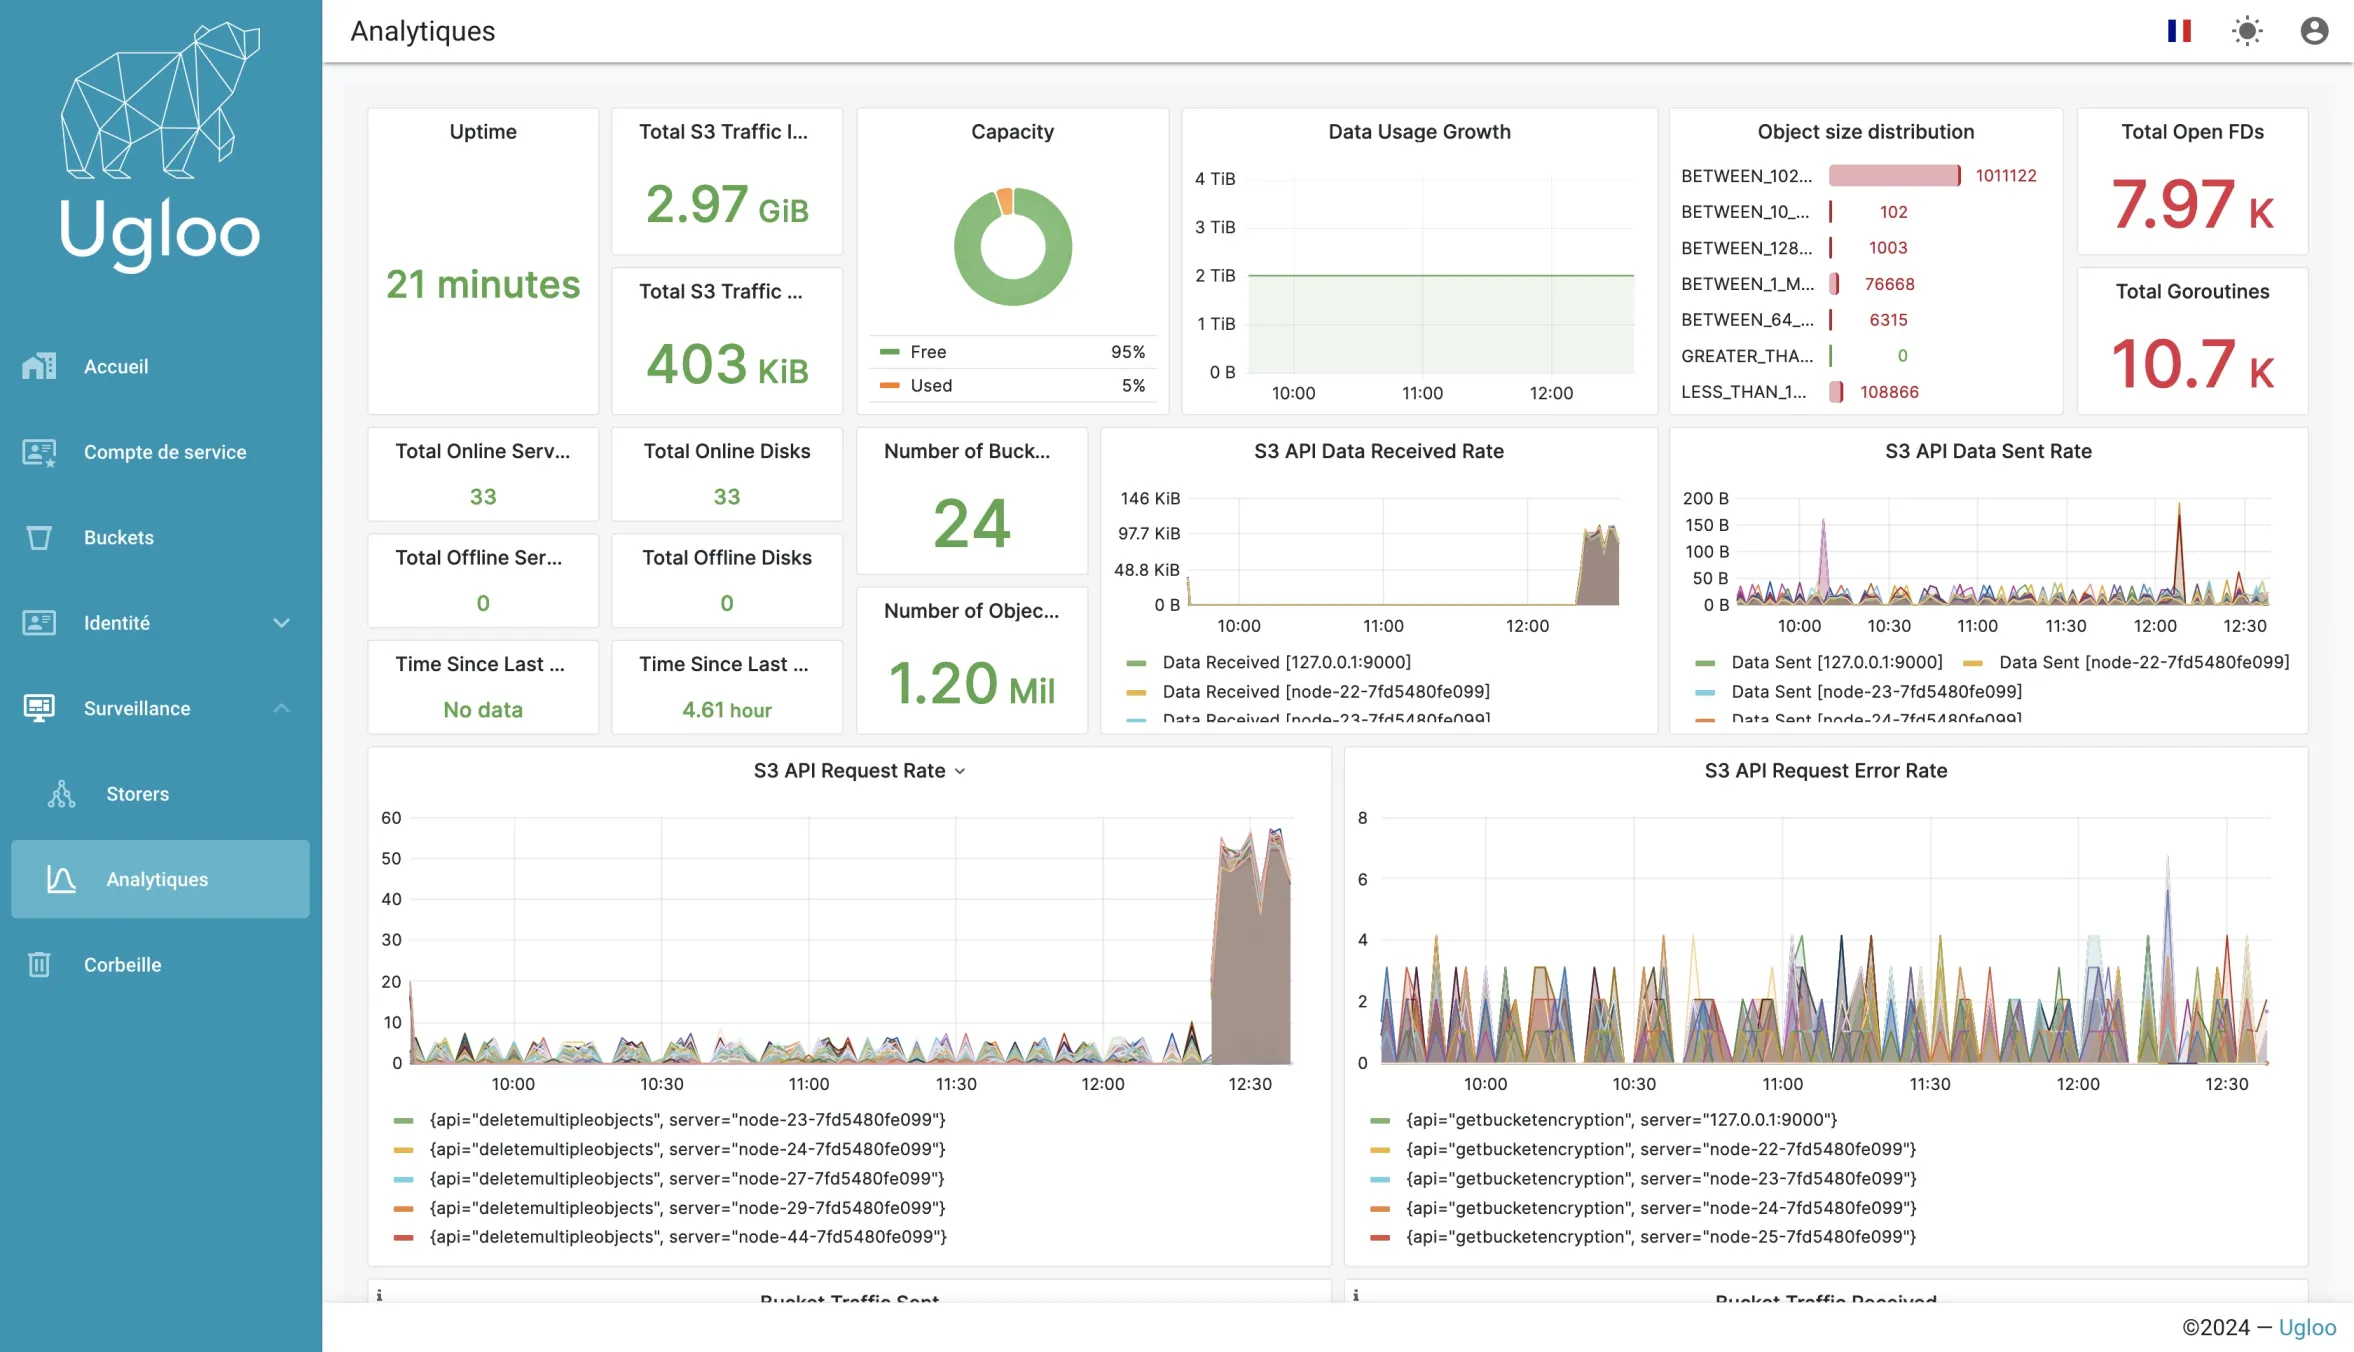 Ugloo
Accueil
Compte de service
Buckets
Identité
Surveillance
Storers
Analytiques
Corbeille
Analytiques
Uptime
21 minutes
Total S3 Traffic I...
2.97 GiB
Total S3 Traffic ...
403 KiB
Capacity
Free 95%
Used 5%
Data Usage Growth
4 TiB
3 TiB
2 TiB
1 TiB
0 B
10:00 11:00 12:00
Object size distribution
BETWEEN_102... 1011122
BETWEEN_10_... 102
BETWEEN_128... 1003
BETWEEN_1_M... 76668
BETWEEN_64_... 6315
GREATER_THA... 0
LESS_THAN_1... 108866
Total Open FDs
7.97 K
Total Goroutines
10.7 K
Total Online Serv...
33
Total Online Disks
33
Total Offline Ser...
0
Total Offline Disks
0
Time Since Last ...
No data
Time Since Last ...
4.61 hour
Number of Buck...
24
Number of Objec...
1.20 Mil
S3 API Data Received Rate
146 KiB
97.7 KiB
48.8 KiB
0 B
10:00 11:00 12:00
Data Received [127.0.0.1:9000]
Data Received [node-22-7fd5480fe099]
Data Received [node-23-7fd5480fe099]
S3 API Data Sent Rate
200 B
150 B
100 B
50 B
0 B
10:00 10:30 11:00 11:30 12:00 12:30
Data Sent [127.0.0.1:9000] Data Sent [node-22-7fd5480fe099]
Data Sent [node-23-7fd5480fe099]
Data Sent [node-24-7fd5480fe099]
S3 API Request Rate
60
50
40
30
20
10
0
10:00 10:30 11:00 11:30 12:00 12:30
{api="deletemultipleobjects", server="node-23-7fd5480fe099"}
{api="deletemultipleobjects", server="node-24-7fd5480fe099"}
{api="deletemultipleobjects", server="node-27-7fd5480fe099"}
{api="deletemultipleobjects", server="node-29-7fd5480fe099"}
{api="deletemultipleobjects", server="node-44-7fd5480fe099"}
S3 API Request Error Rate
8
6
4
2
0
10:00 10:30 11:00 11:30 12:00 12:30
{api="getbucketencryption", server="127.0.0.1:9000"}
{api="getbucketencryption", server="node-22-7fd5480fe099"}
{api="getbucketencryption", server="node-23-7fd5480fe099"}
{api="getbucketencryption", server="node-24-7fd5480fe099"}
{api="getbucketencryption", server="node-25-7fd5480fe099"}
Bucket Traffic Sent
Bucket Traffic Received
©2024 — Ugloo